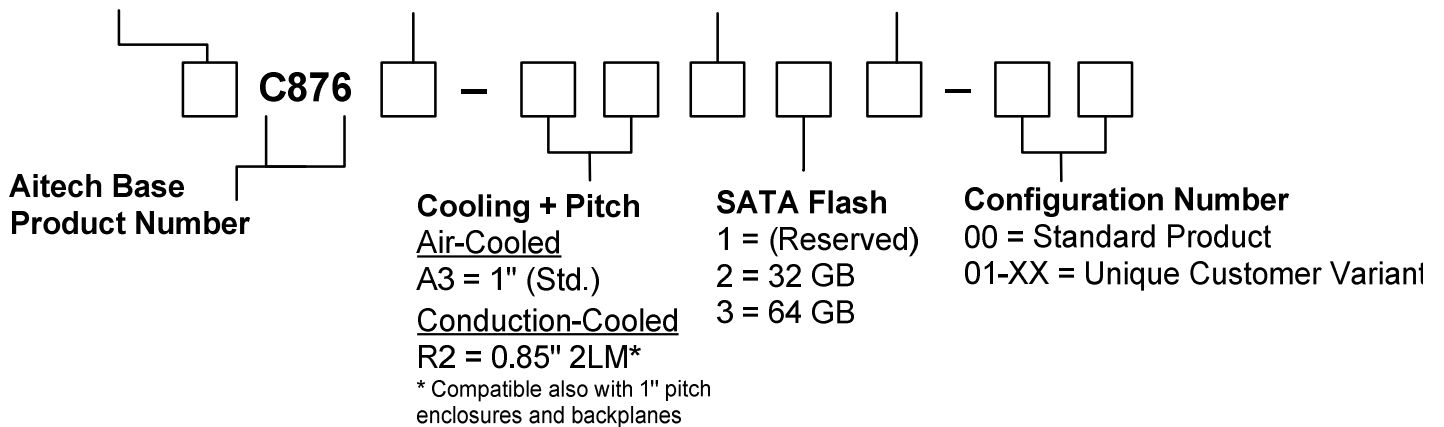 C876 – –
Aitech Base
Product Number
Cooling + Pitch
Air-Cooled
A3 = 1" (Std.)
Conduction-Cooled
R2 = 0.85" 2LM*
* Compatible also with 1" pitch
enclosures and backplanes
SATA Flash
1 = (Reserved)
2 = 32 GB
3 = 64 GB
Configuration Number
00 = Standard Product
01-XX = Unique Customer Variant